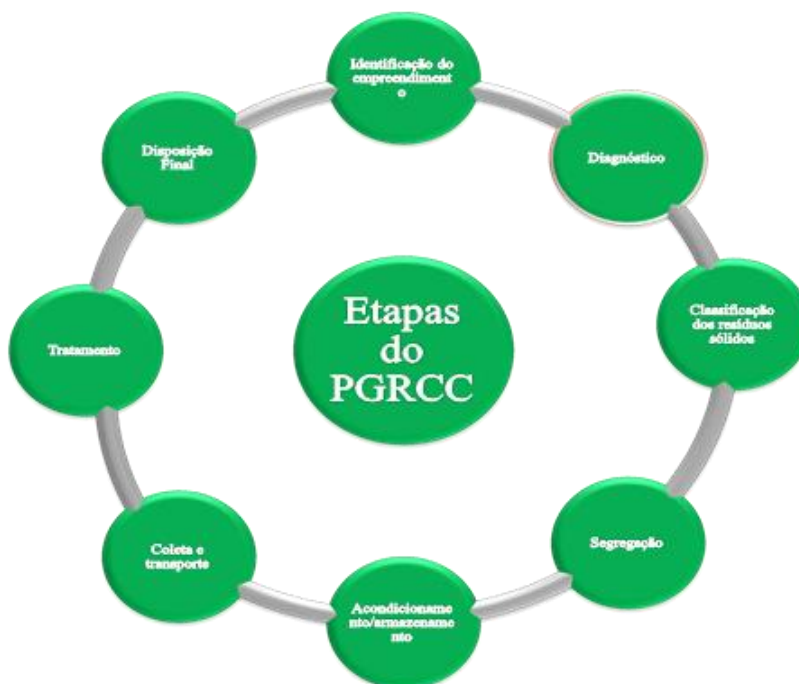 Identificação do
empreendiment
o
Diagnóstico
Classificação
dos resíduos
sólidos
Segregação
Acondicioname
nto/armazename
nto
Coleta e
transporte
Tratamento
Disposição
Final
Etapas
do
PGRCC